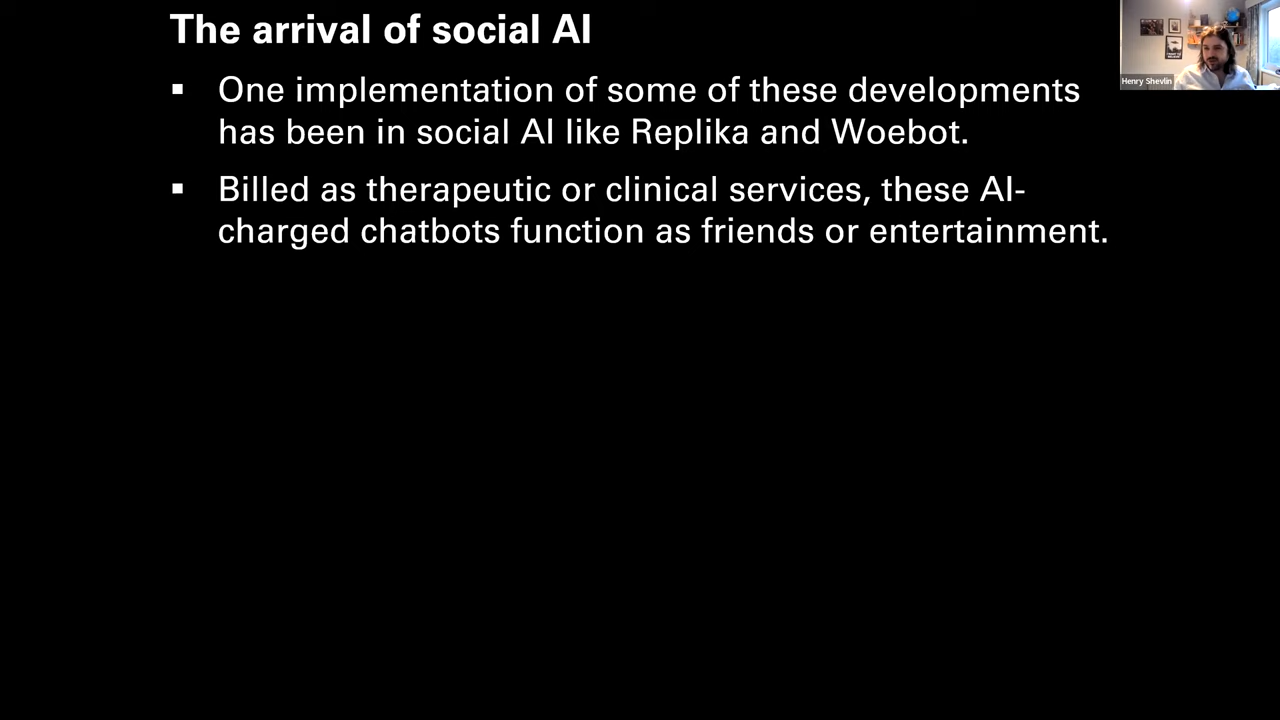 The arrival of social AI
▪ One implementation of some of these developments
has been in social AI like Replika and Woebot.
▪ Billed as therapeutic or clinical services, these AI-
charged chatbots function as friends or entertainment.
Henry Shevlin